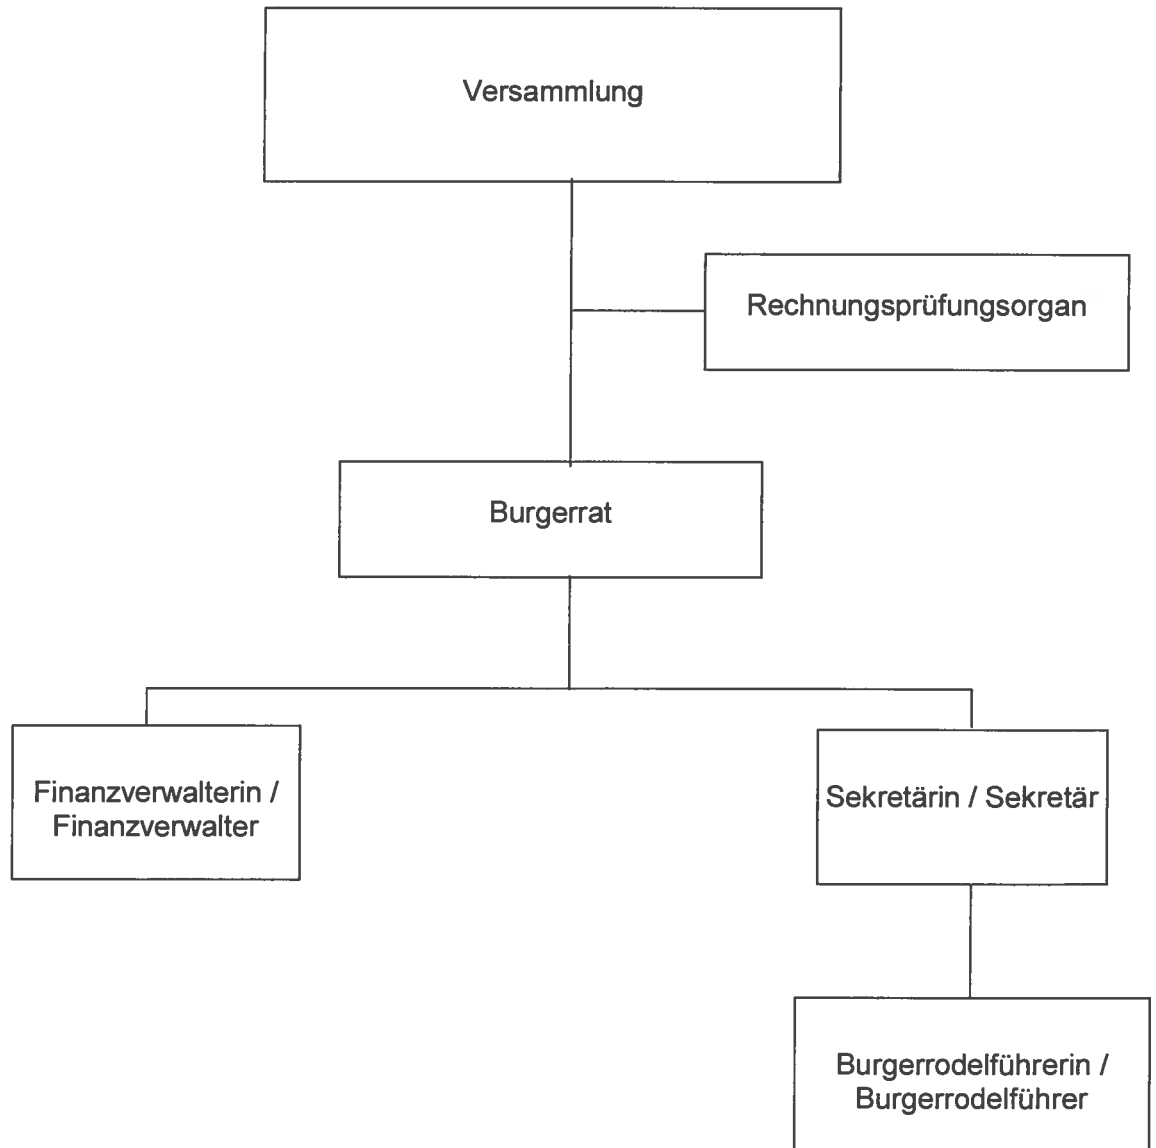 Versammlung
Rechnungsprüfungsorgan
Burgerrat
Finanzverwalterin /
Finanzverwalter
Sekretärin / Sekretär
Burgerrodelführerin /
Burgerrodelführer